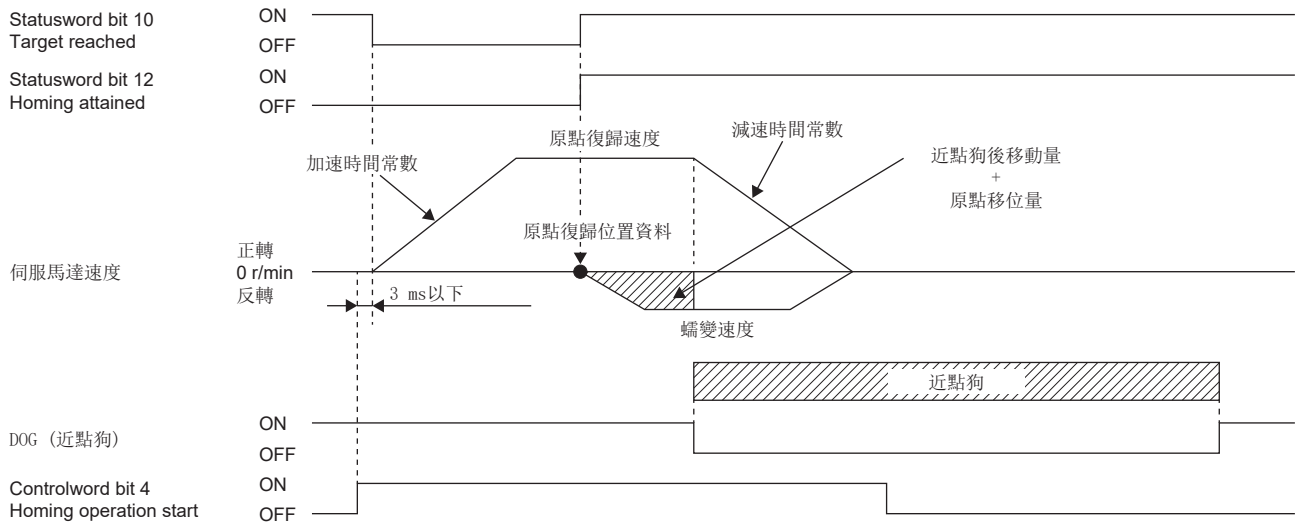 Statusword bit 10
Target reached
ON
OFF
Statusword bit 12
Homing attained
ON
OFF
原點復歸速度
減速時間常數
加速時間常數
近點狗後移動量
+
原點移位量
原點復歸位置資料
伺服馬達速度
正轉
0 r/min
反轉
3 ms以下
蠕變速度
近點狗
DOG (近點狗)
ON
OFF
Controlword bit 4
Homing operation start
ON
OFF